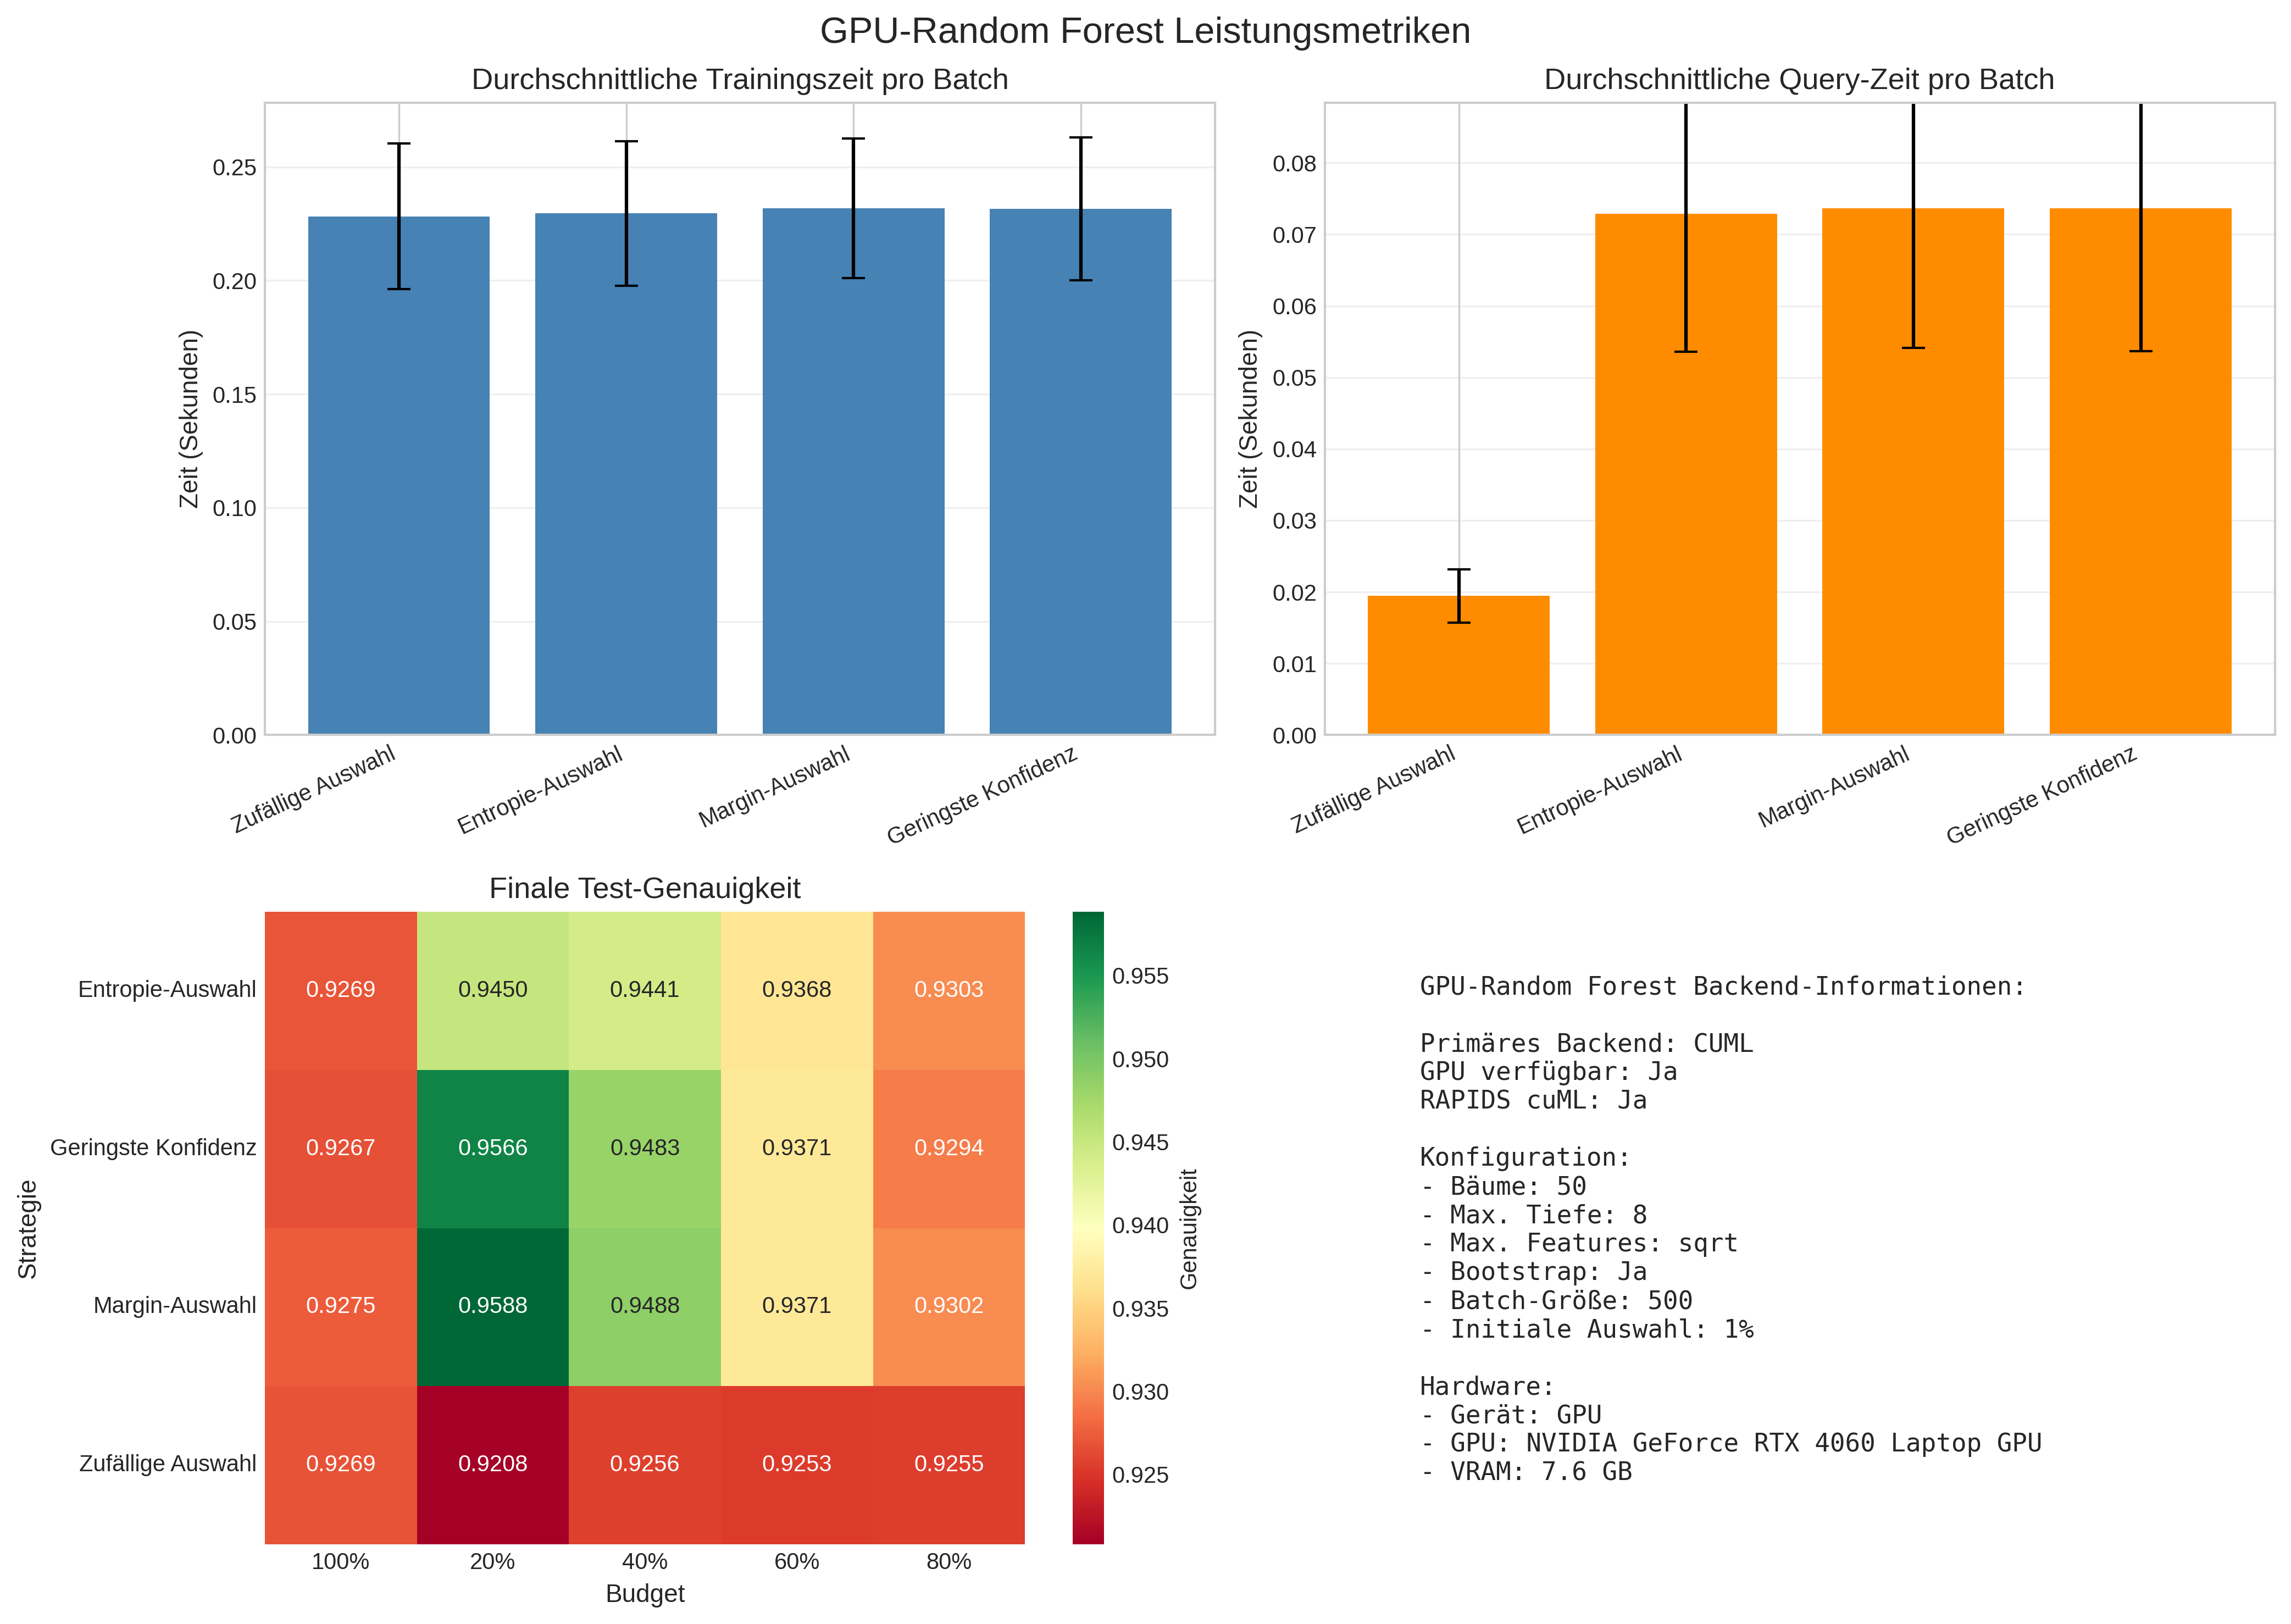 GPU-Random Forest Leistungsmetriken
Durchschnittliche Trainingszeit pro Batch
Zeit (Sekunden)
0.25
0.20
0.15
0.10
0.05
0.00
Zufällige Auswahl
Entropie-Auswahl
Margin-Auswahl
Geringste Konfidenz
Durchschnittliche Query-Zeit pro Batch
Zeit (Sekunden)
0.08
0.07
0.06
0.05
0.04
0.03
0.02
0.01
0.00
Zufällige Auswahl
Entropie-Auswahl
Margin-Auswahl
Geringste Konfidenz
Finale Test-Genauigkeit
Strategie
Entropie-Auswahl 0.9269 0.9450 0.9441 0.9368 0.9303
Geringste Konfidenz 0.9267 0.9566 0.9483 0.9371 0.9294
Margin-Auswahl 0.9275 0.9588 0.9488 0.9371 0.9302
Zufällige Auswahl 0.9269 0.9208 0.9256 0.9253 0.9255
100% 20% 40% 60% 80%
Budget
0.955
0.950
0.945
0.940
0.935
0.930
0.925
Genauigkeit
GPU-Random Forest Backend-Informationen:
Primäres Backend: CUML
GPU verfügbar: Ja
RAPIDS cuML: Ja
Konfiguration:
- Bäume: 50
- Max. Tiefe: 8
- Max. Features: sqrt
- Bootstrap: Ja
- Batch-Größe: 500
- Initiale Auswahl: 1%
Hardware:
- Gerät: GPU
- GPU: NVIDIA GeForce RTX 4060 Laptop GPU
- VRAM: 7.6 GB